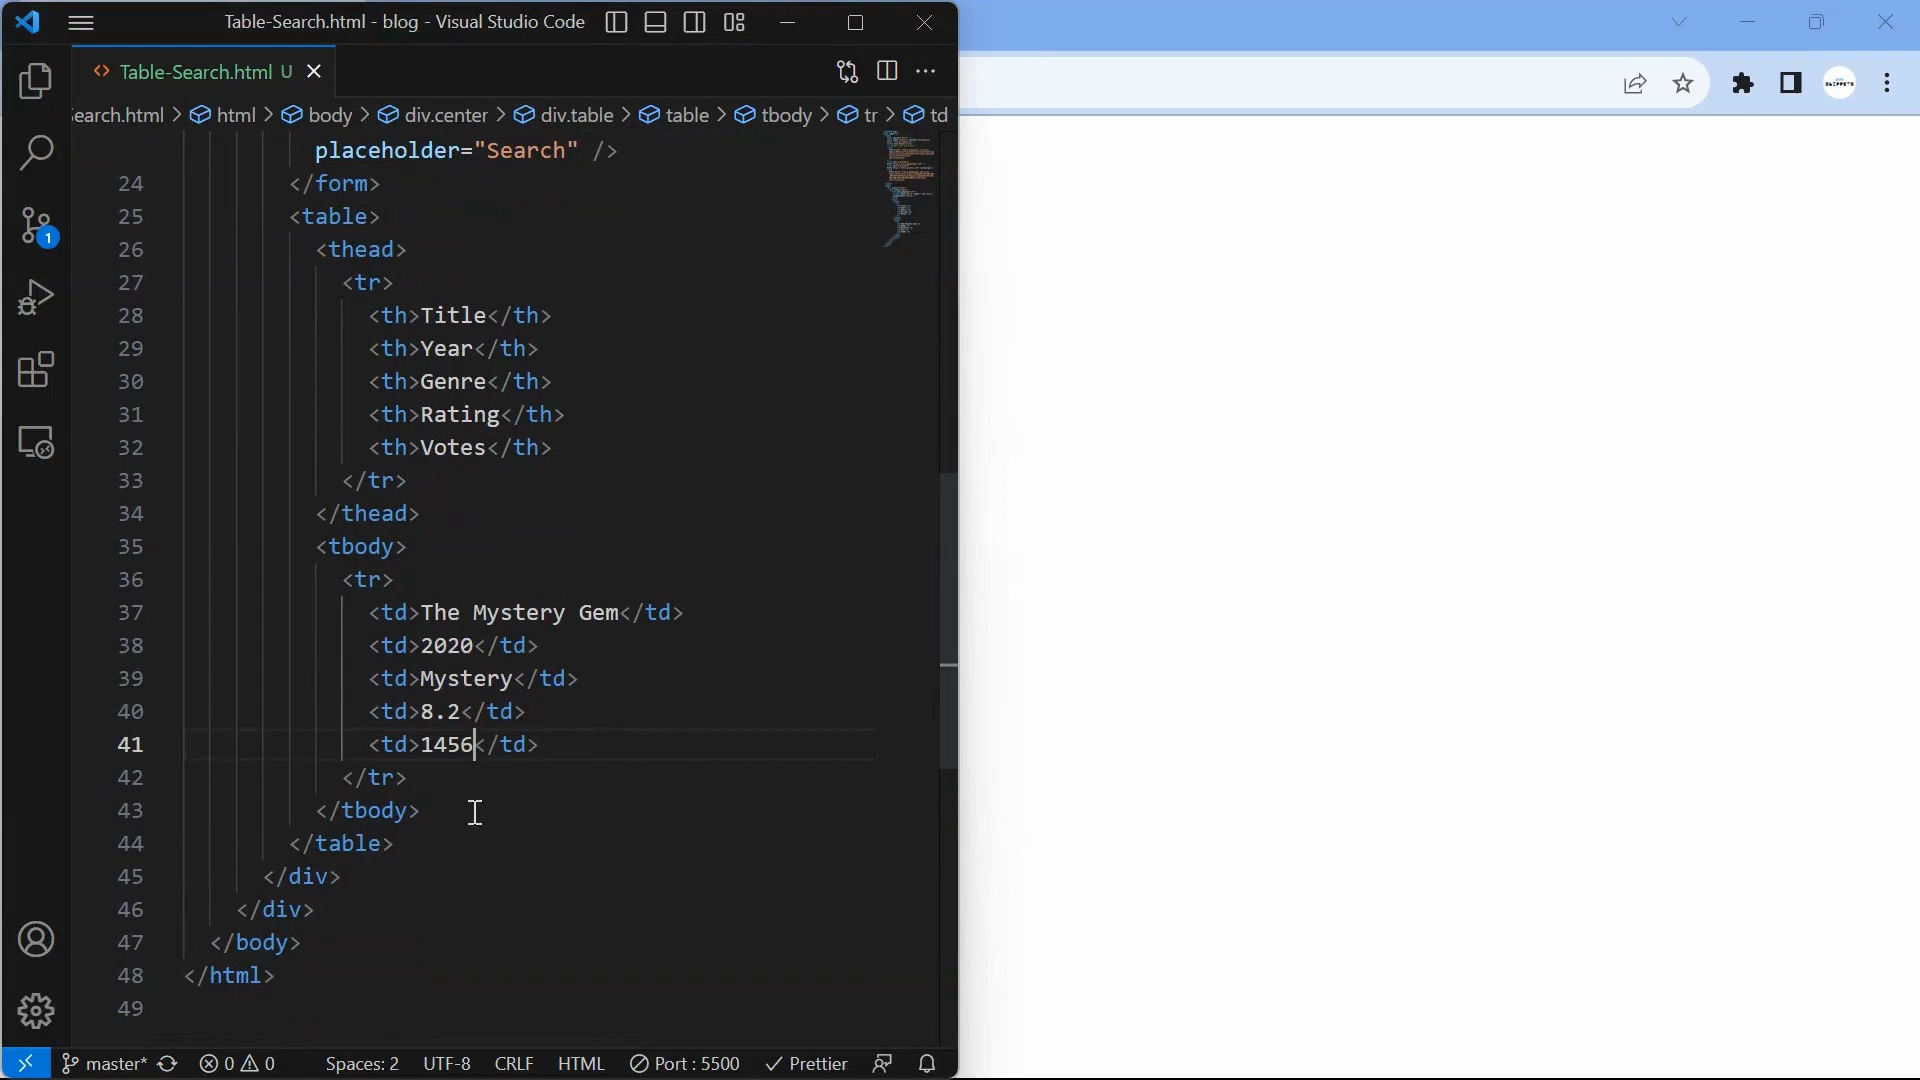 Table-Search.html - blog - Visual Studio Code
Table-Search.html U
Search.html > html > body > div.center > div.table > table > tbody > tr > td
placeholder="Search" />
24 </form>
25 <table>
26 <thead>
27 <tr>
28 <th>Title</th>
29 <th>Year</th>
30 <th>Genre</th>
31 <th>Rating</th>
32 <th>Votes</th>
33 </tr>
34 </thead>
35 <tbody>
36 <tr>
37 <td>The Mystery Gem</td>
38 <td>2020</td>
39 <td>Mystery</td>
40 <td>8.2</td>
41 <td>1456</td>
42 </tr>
43 </tbody>
44 </table>
45 </div>
46 </div>
47 </body>
48 </html>
49
1
master* 0 0 Spaces: 2 UTF-8 CRLF HTML Port : 5500 Prettier